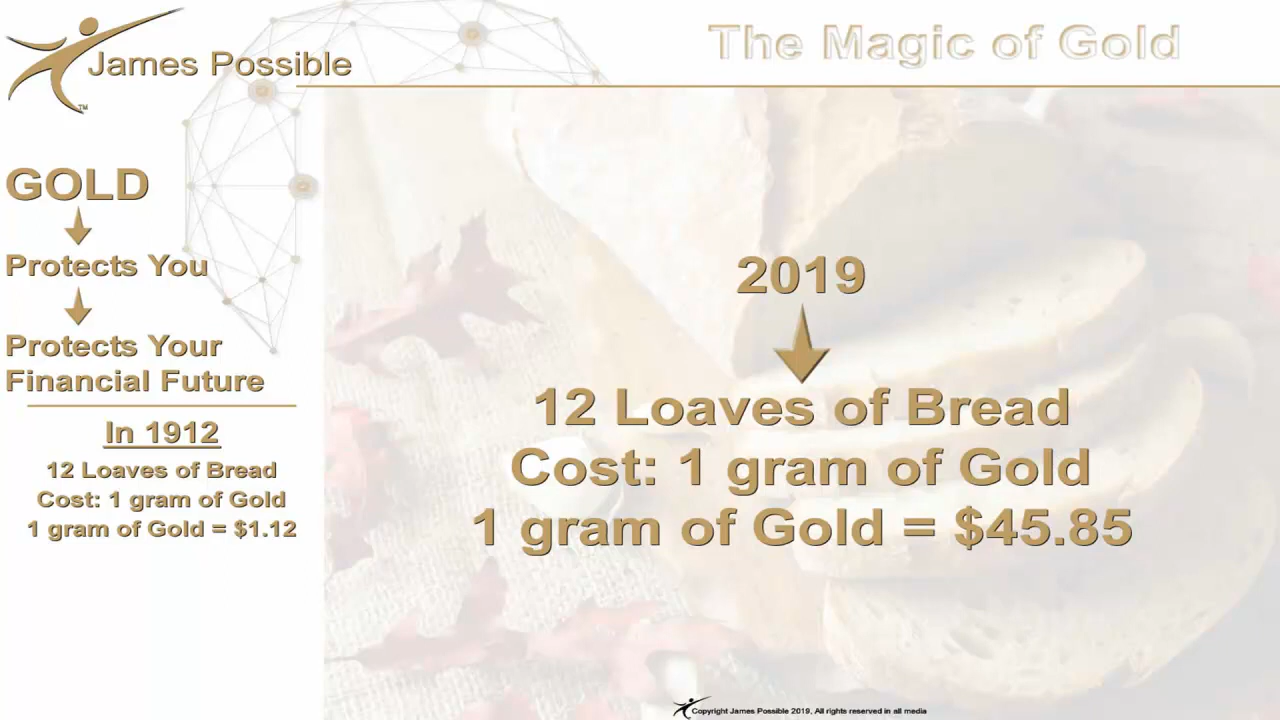 James Possible
TM
The Magic of Gold
GOLD
Protects You
Protects Your
Financial Future
In 1912
12 Loaves of Bread
Cost: 1 gram of Gold
1 gram of Gold = $1.12
2019
12 Loaves of Bread
Cost: 1 gram of Gold
1 gram of Gold = $45.85
Copyright James Possible 2019, All rights reserved in all media